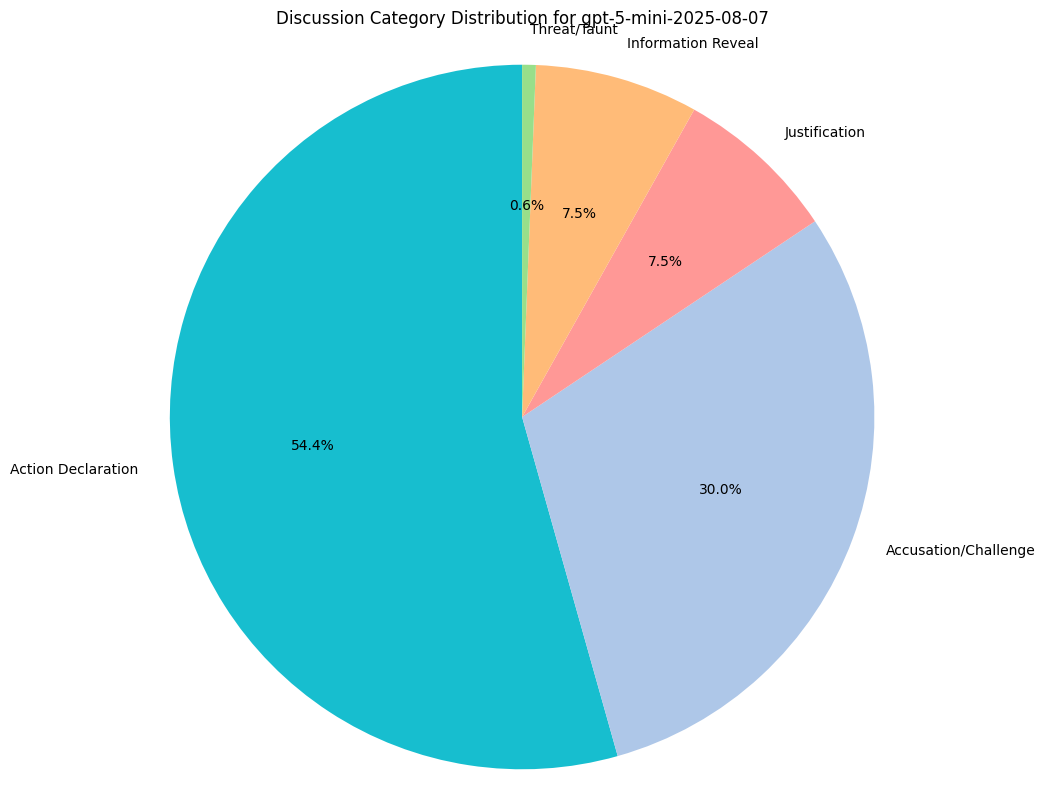 Discussion Category Distribution for gpt-5-mini-2025-08-07
Threat/Taunt
Information Reveal
Justification
0.6%
7.5%
7.5%
54.4%
Action Declaration
30.0%
Accusation/Challenge